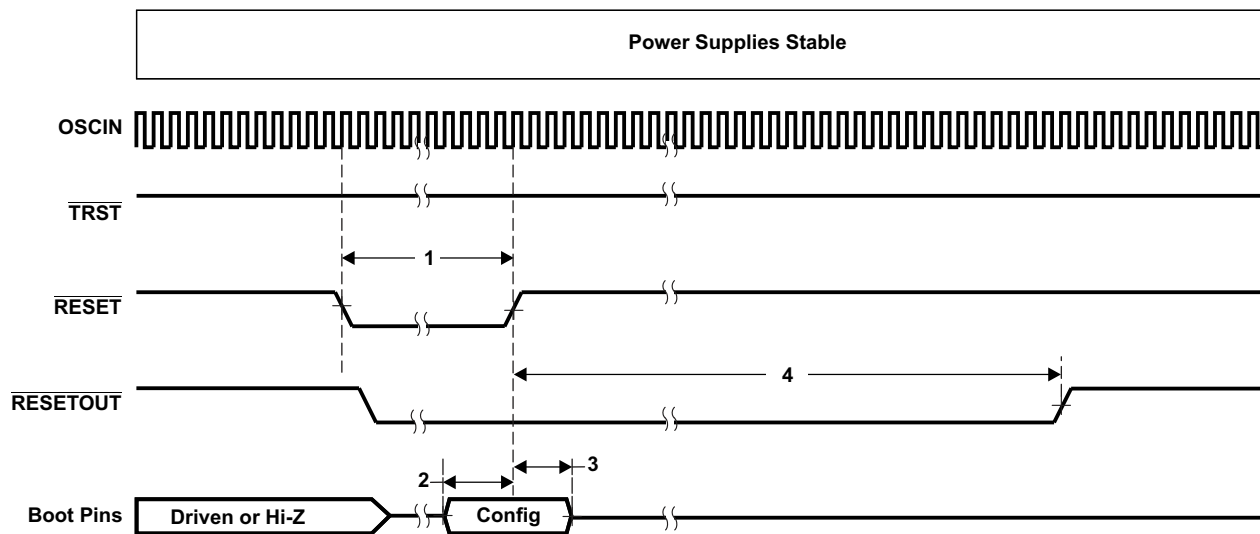 Power Supplies Stable
OSCIN
TRST
1
RESET
4
RESETOUT
2
3
Boot Pins
Driven or Hi-Z
Config